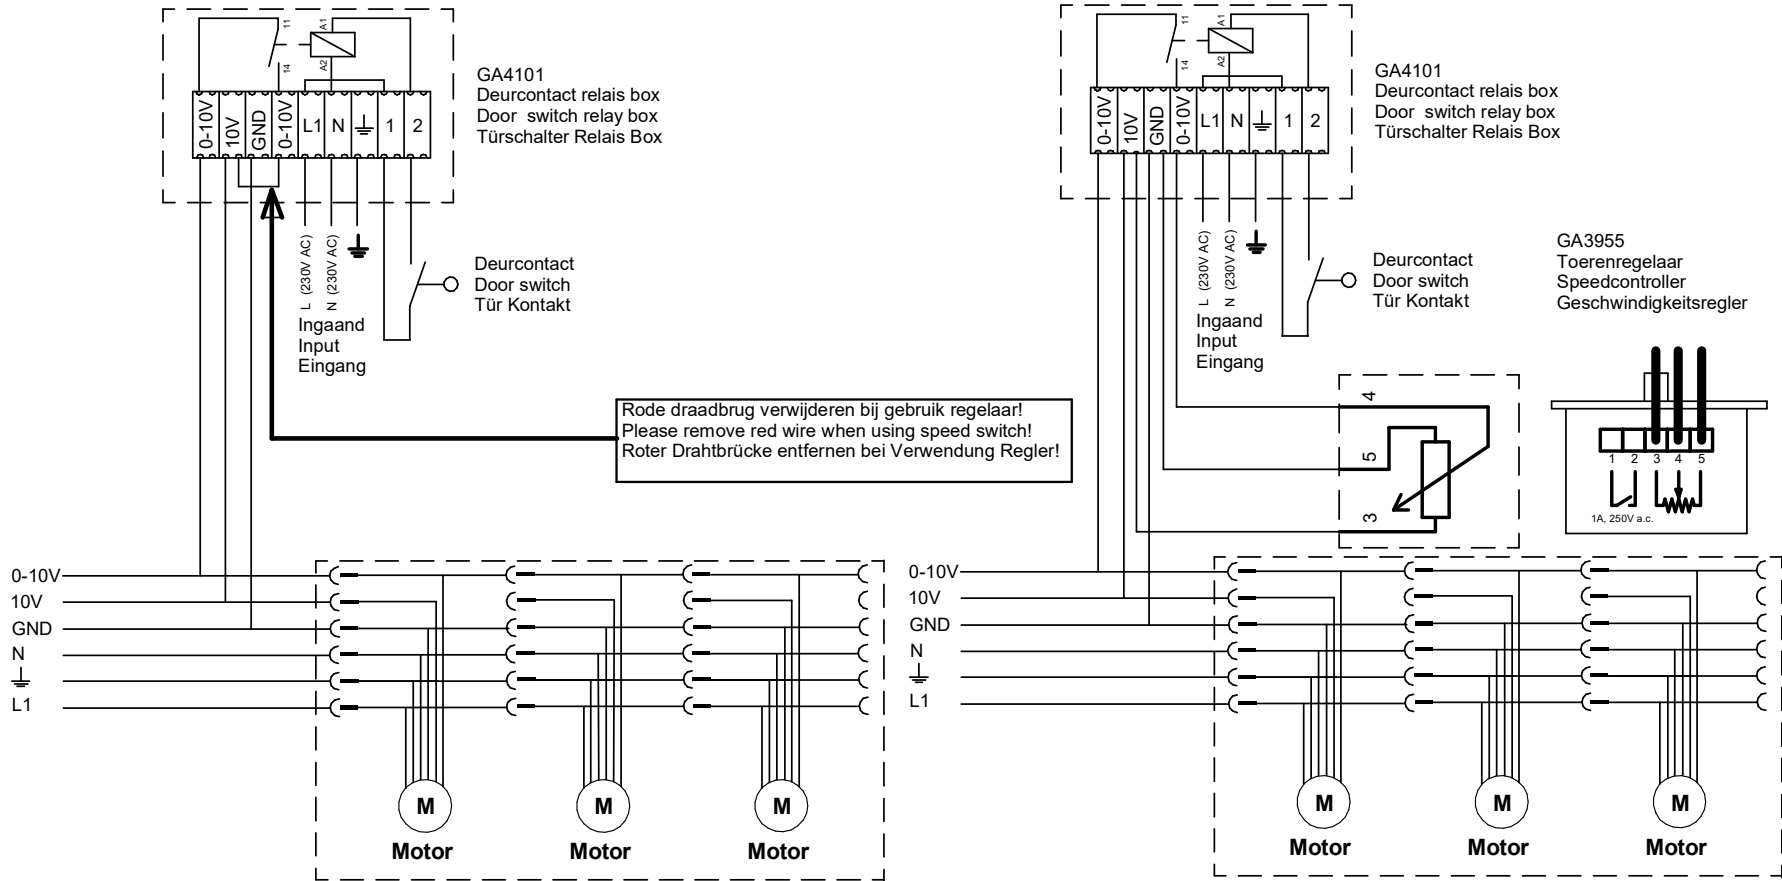 11
A1
14
A2
GA4101
Deurcontact relais box
Door switch relay box
Türschalter Relais Box
0-10V
10V
GND
0-10V
L1
N
1
2
L (230V AC)
N (230V AC)
Ingaand
Input
Eingang
Deurcontact
Door switch
Tür Kontakt
Rode draadbrug verwijderen bij gebruik regelaar!
Please remove red wire when using speed switch!
Roter Drahtbrücke entfernen bei Verwendung Regler!
0-10V
10V
GND
N
L1
M
M
M
Motor
Motor
Motor
11
A1
14
A2
GA4101
Deurcontact relais box
Door switch relay box
Türschalter Relais Box
0-10V
10V
GND
0-10V
L1
N
1
2
L (230V AC)
N (230V AC)
Ingaand
Input
Eingang
Deurcontact
Door switch
Tür Kontakt
GA3955
Toerenregelaar
Speedcontroller
Geschwindigkeitsregler
4
5
3
1 2 3 4 5
1A, 250V a.c.
0-10V
10V
GND
N
L1
M
M
M
Motor
Motor
Motor